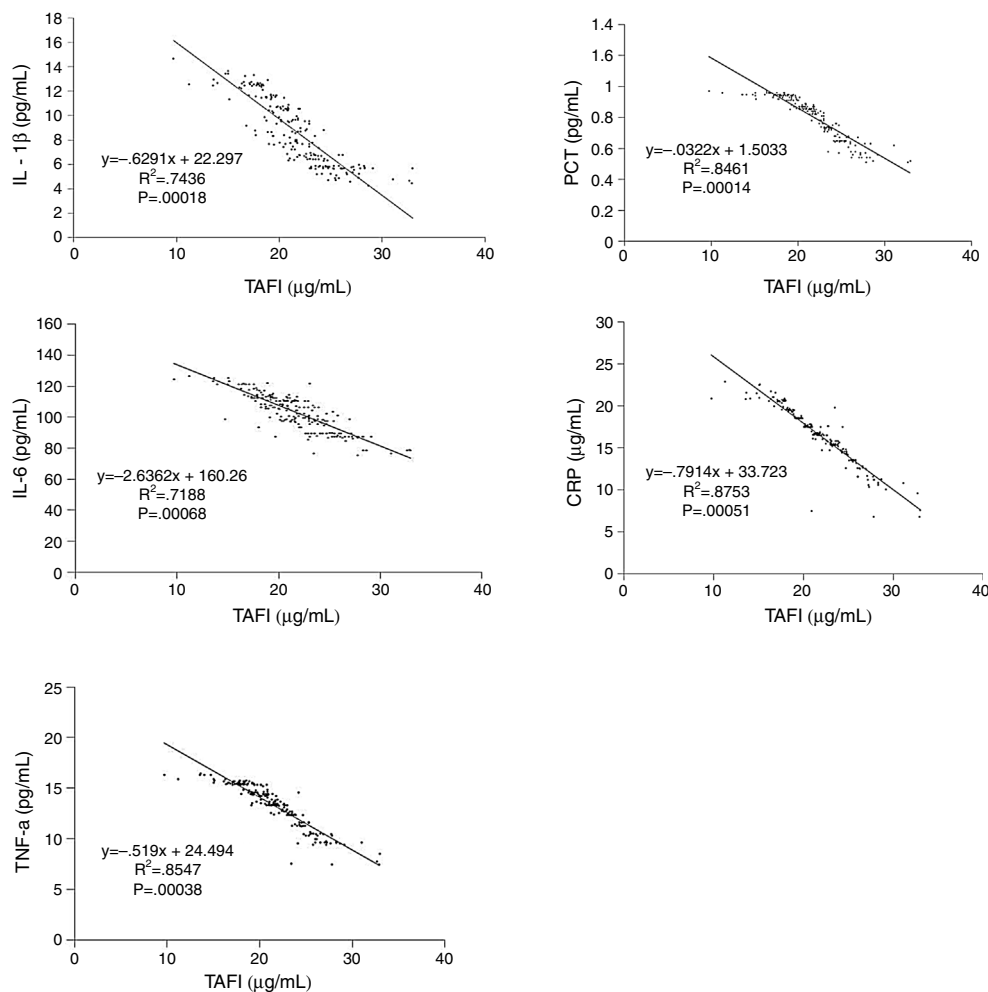 18
16
14
12
10
8
6
4
2
0
IL - 1β (pg/mL)
y=–.6291x + 22.297
R²=.7436
P=.00018
0 10 20 30 40
TAFI (μg/mL)
1.6
1.4
1
0.8
0.6
0.4
1.2
0
PCT (pg/mL)
y=–.0322x + 1.5033
R²=.8461
P=.00014
0 10 20 30 40
TAFI (μg/mL)
160
140
120
100
80
60
40
20
0
IL-6 (pg/mL)
y=–2.6362x + 160.26
R²=.7188
P=.00068
0 10 20 30 40
TAFI (μg/mL)
30
25
20
15
10
5
0
CRP (μg/mL)
y=–.7914x + 33.723
R²=.8753
P=.00051
0 10 20 30 40
TAFI (μg/mL)
25
20
15
10
5
0
TNF-a (pg/mL)
y=–.519x + 24.494
R²=.8547
P=.00038
0 10 20 30 40
TAFI (μg/mL)